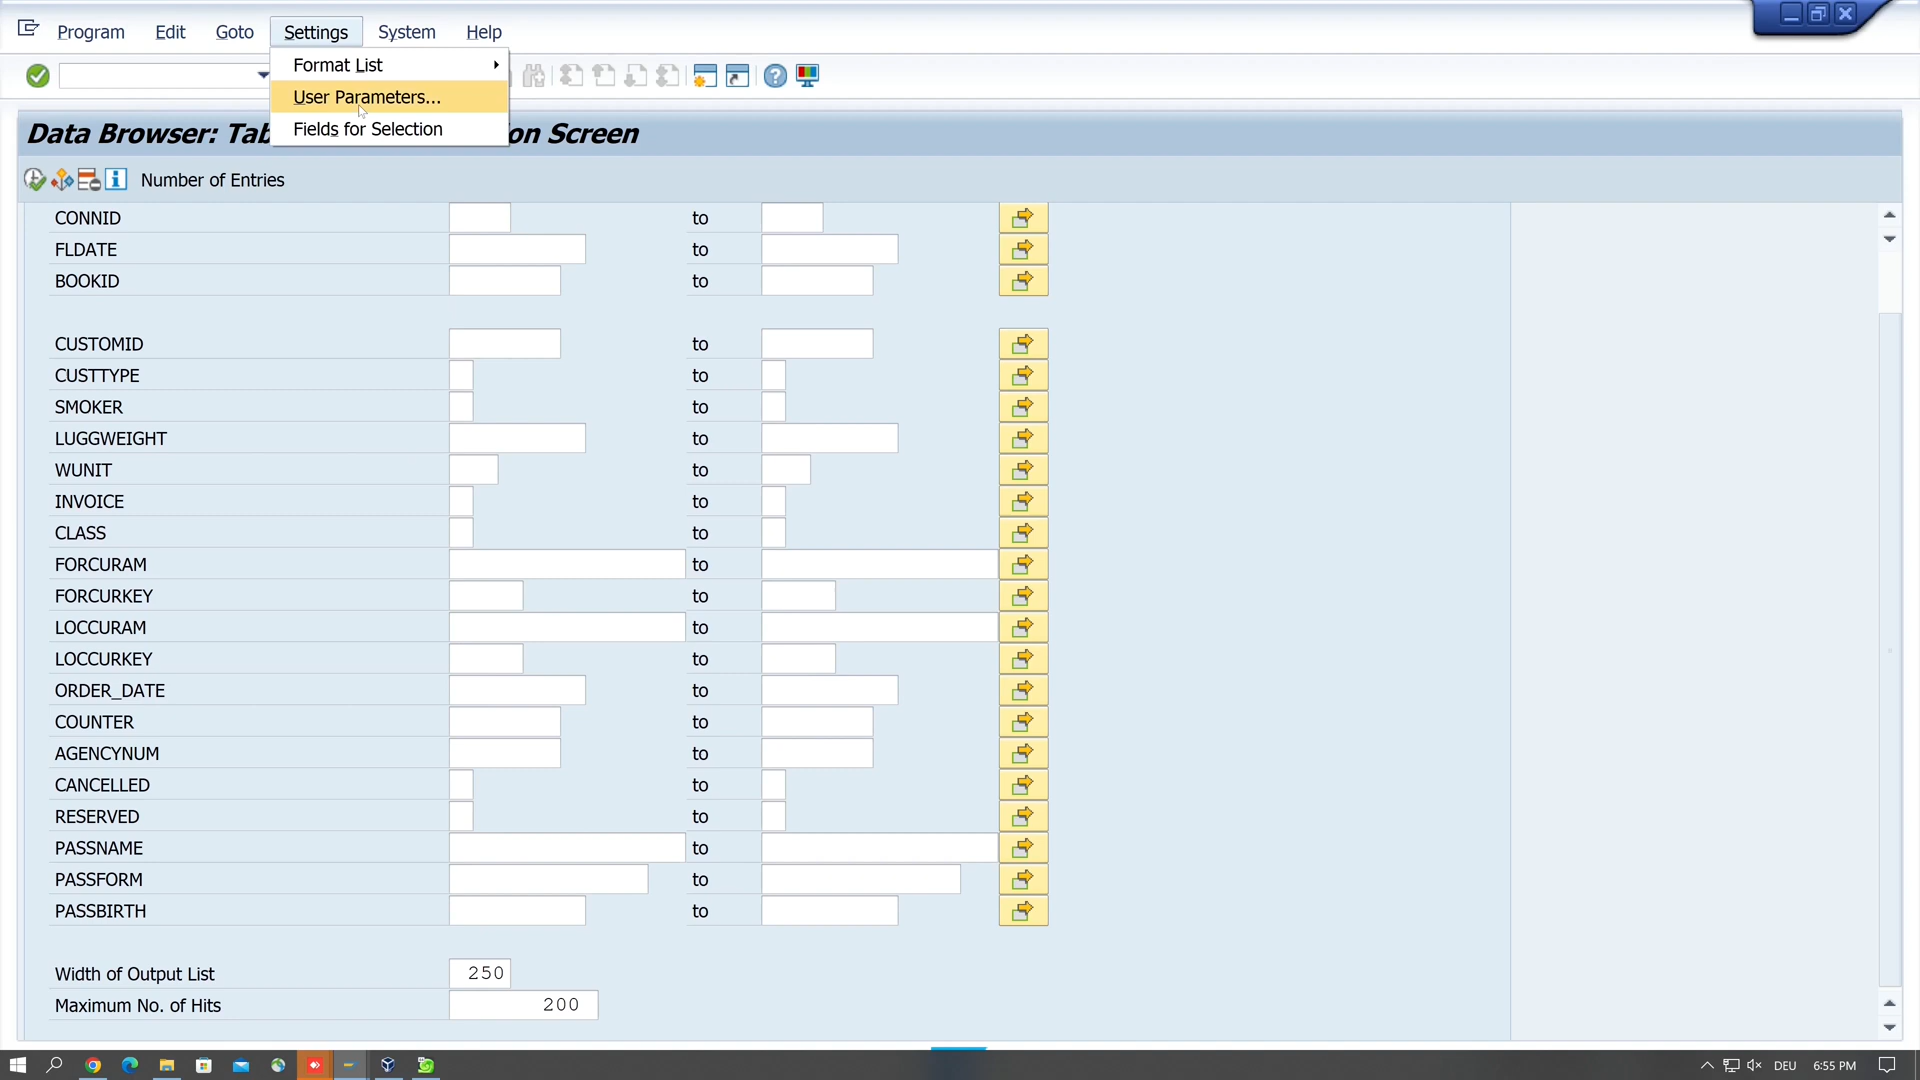 Program Edit Goto Settings System Help
Format List
User Parameters...
Fields for Selection
Data Browser: Tab on Screen
Number of Entries
CONNID to
FLDATE to
BOOKID to
CUSTOMID to
CUSTTYPE to
SMOKER to
LUGGWEIGHT to
WUNIT to
INVOICE to
CLASS to
FORCURAM to
FORCURKEY to
LOCCURAM to
LOCCURKEY to
ORDER_DATE to
COUNTER to
AGENCYNUM to
CANCELLED to
RESERVED to
PASSNAME to
PASSFORM to
PASSBIRTH to
Width of Output List 250
Maximum No. of Hits 200
DEU 6:55 PM